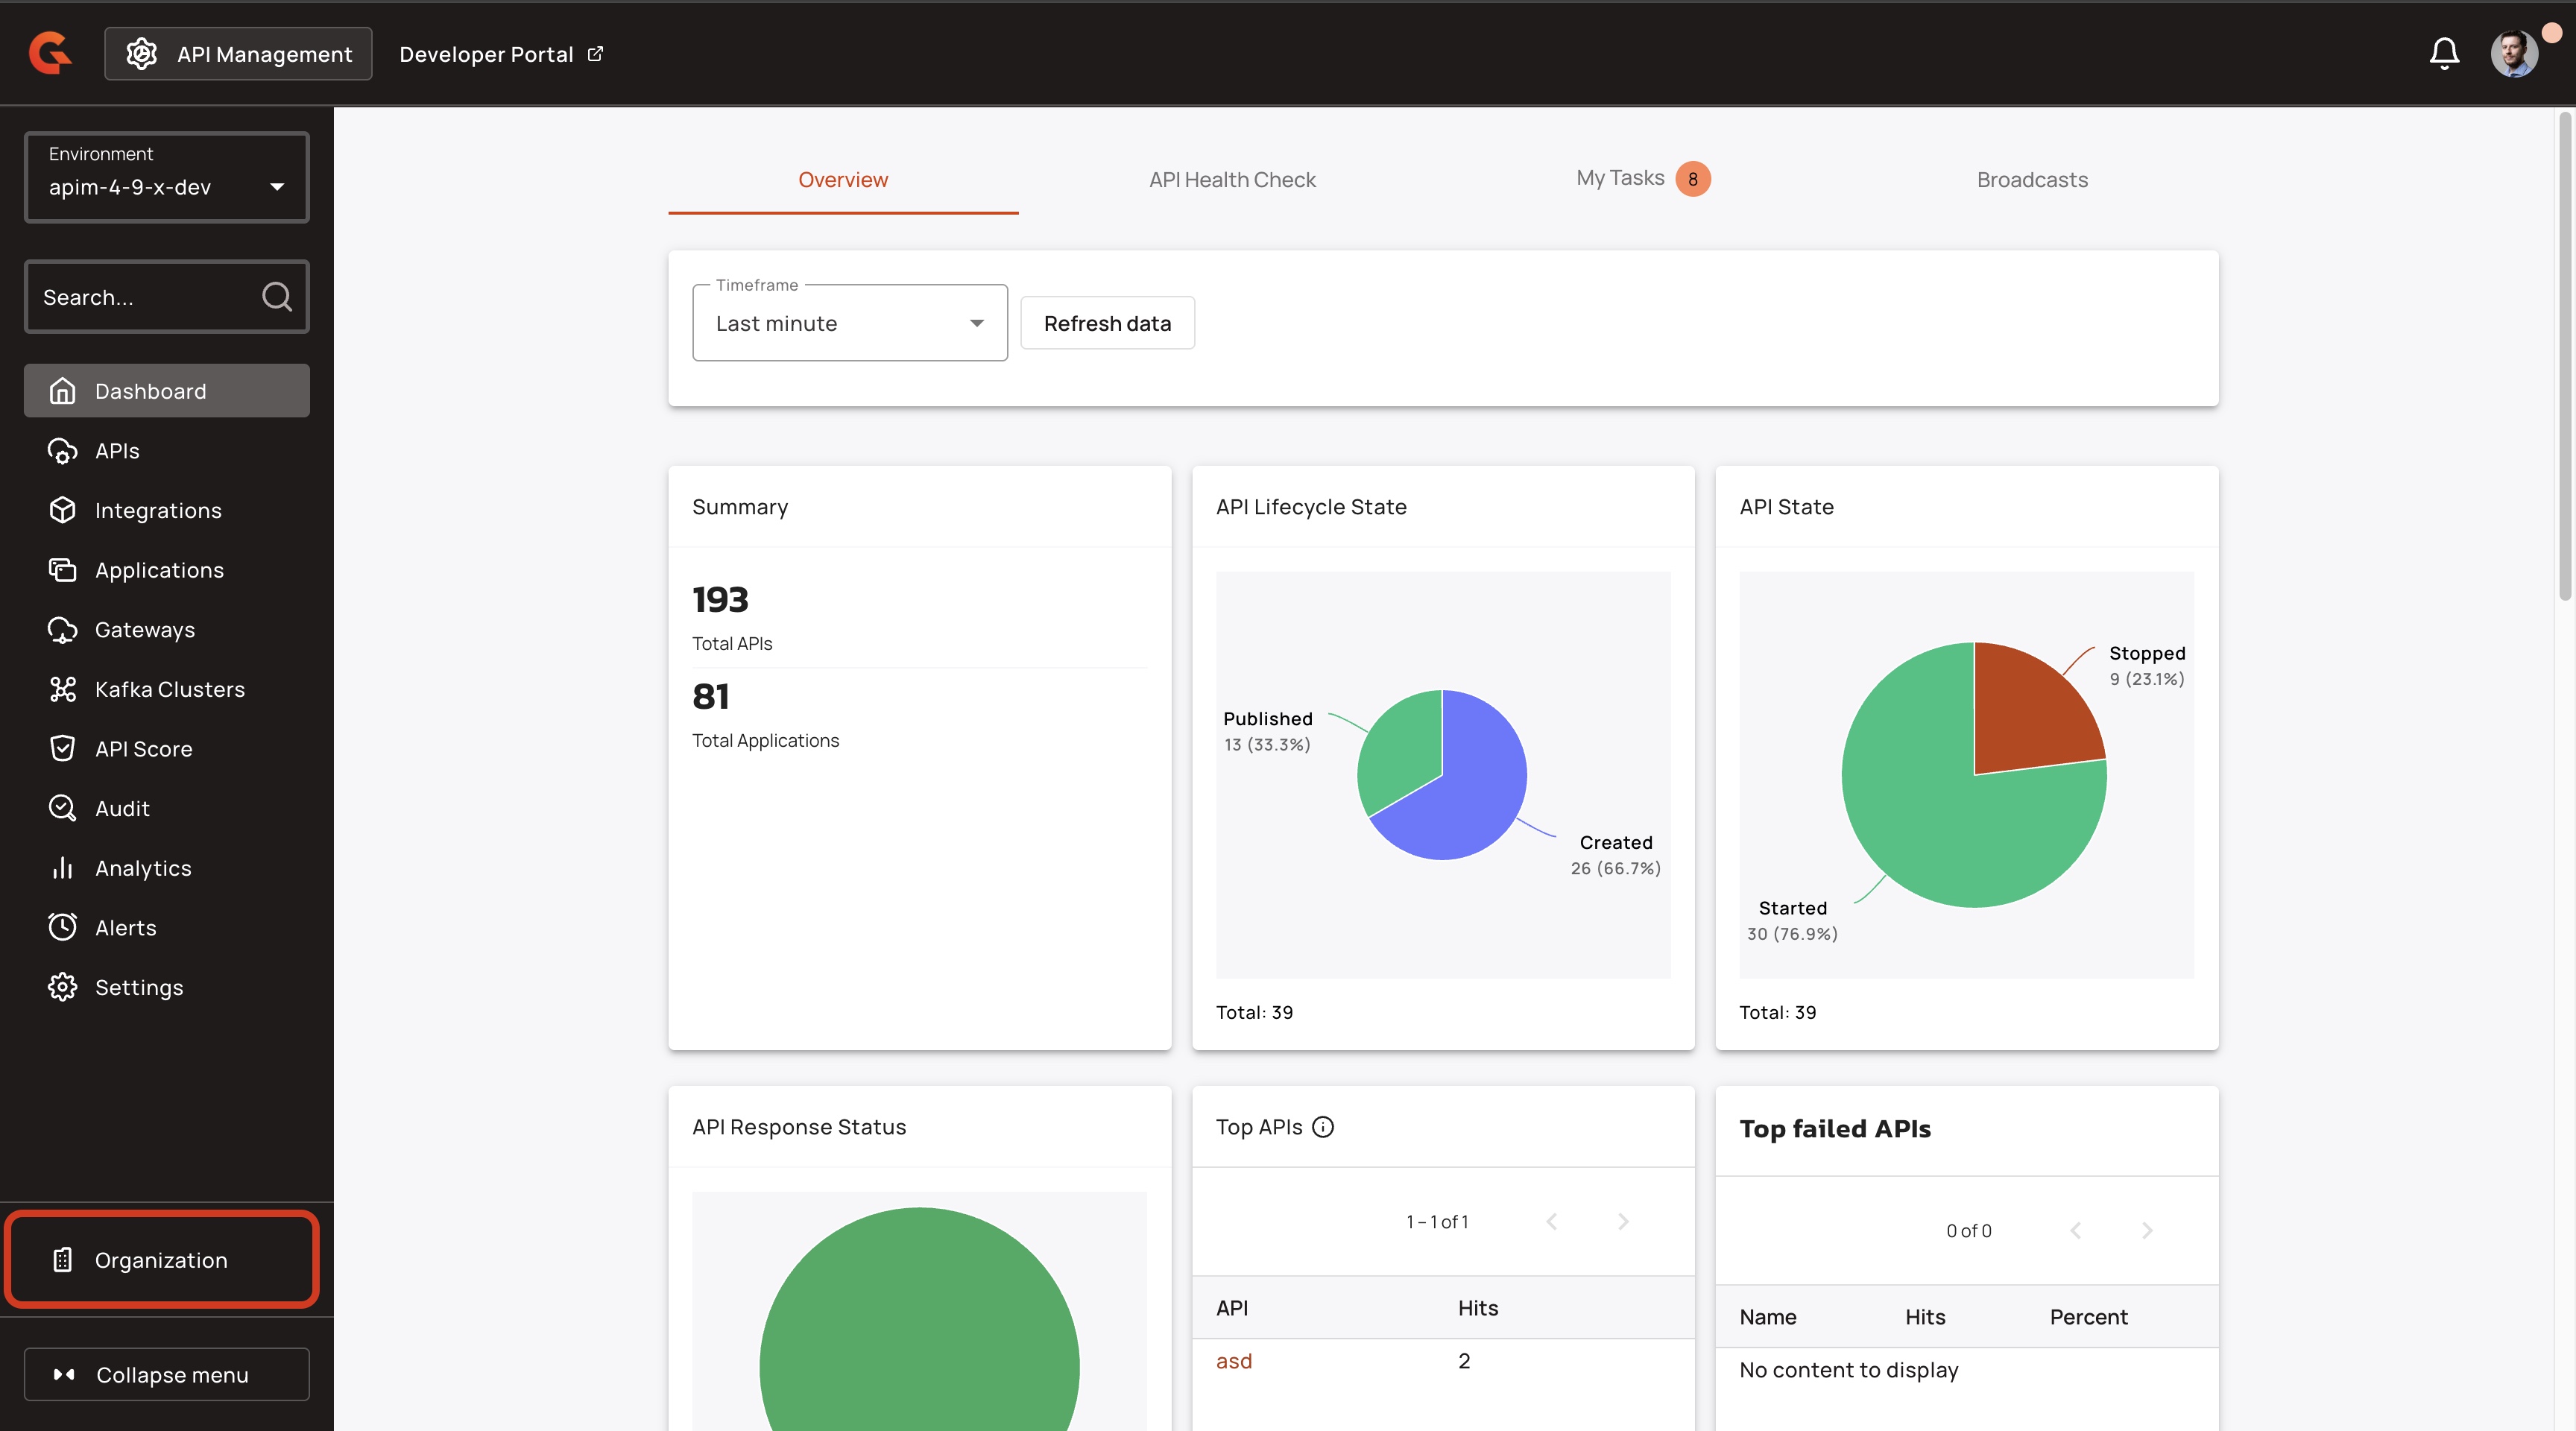 API Management
Developer Portal
Environment
apim-4-9-x-dev
Search...
Dashboard
APIs
Integrations
Applications
Gateways
Kafka Clusters
API Score
Audit
Analytics
Alerts
Settings
Organization
Collapse menu
Overview
API Health Check
My Tasks 8
Broadcasts
Timeframe
Last minute
Refresh data
Summary
193
Total APIs
81
Total Applications
API Lifecycle State
Published
13 (33.3%)
Created
26 (66.7%)
Total: 39
API State
Stopped
9 (23.1%)
Started
30 (76.9%)
Total: 39
API Response Status
Top APIs
1 – 1 of 1
API Hits
asd 2
Top failed APIs
0 of 0
Name Hits Percent
No content to display